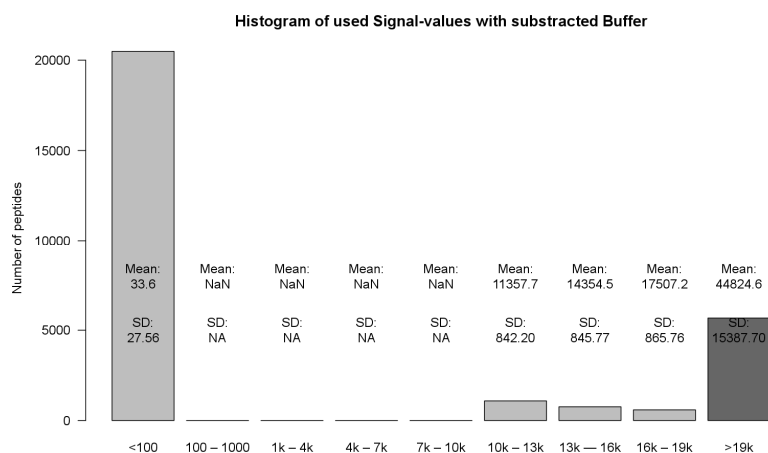 Histogram of used Signal-values with substracted Buffer
Number of peptides
20000
15000
10000
5000
0
Mean: Mean: Mean: Mean: Mean: Mean: Mean: Mean: Mean:
33.6 NaN NaN NaN NaN 11357.7 14354.5 17507.2 44824.6
SD: SD: SD: SD: SD: SD: SD: SD: SD:
27.56 NA NA NA NA 842.20 845.77 865.76 15387.70
<100 100 – 1000 1k – 4k 4k – 7k 7k – 10k 10k – 13k 13k — 16k 16k – 19k >19k